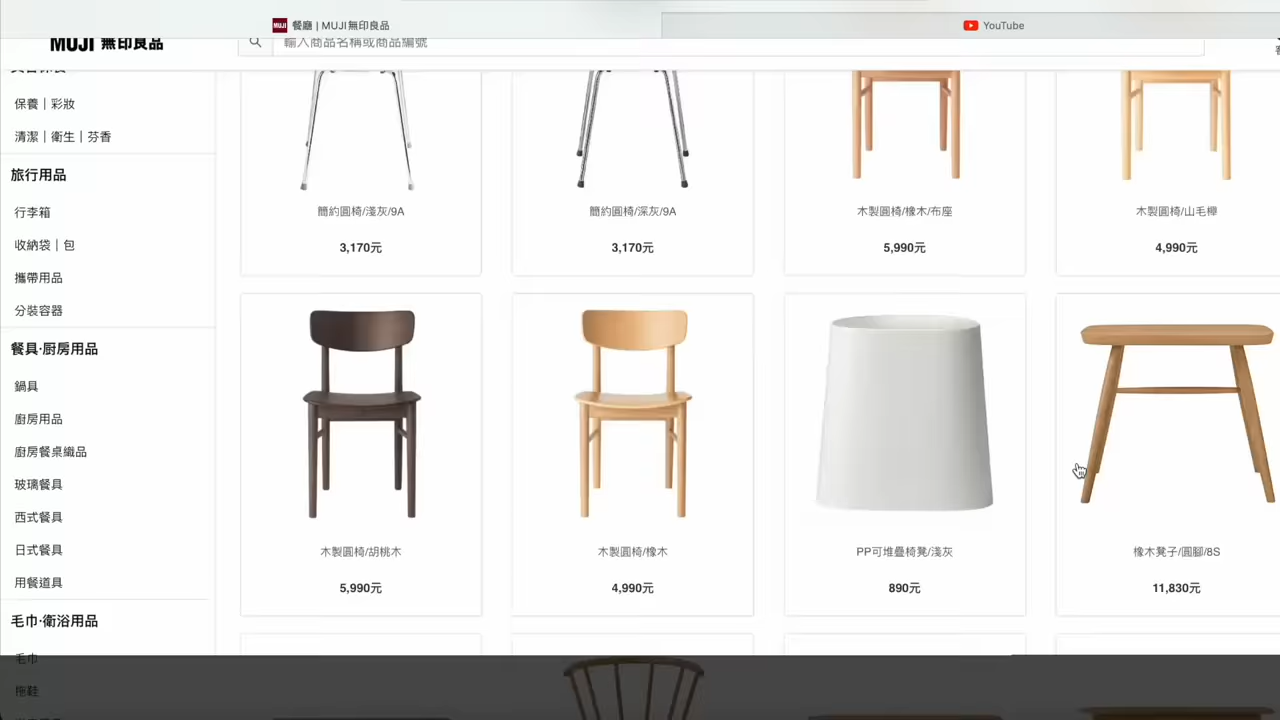 MUJI 餐廳 | MUJI無印良品
YouTube
MUJI 無印良品
輸入商品名稱或商品編號
保養｜彩妝
清潔｜衛生｜芬香
旅行用品
行李箱
收納袋｜包
攜帶用品
分裝容器
餐具·厨房用品
鍋具
廚房用品
廚房餐桌織品
玻璃餐具
西式餐具
日式餐具
用餐道具
毛巾·衛浴用品
毛巾
拖鞋
簡約圓椅/淺灰/9A
3,170元
簡約圓椅/深灰/9A
3,170元
木製圓椅/橡木/布座
5,990元
木製圓椅/山毛櫸
4,990元
木製圓椅/胡桃木
5,990元
木製圓椅/橡木
4,990元
PP可堆疊椅凳/淺灰
890元
橡木凳子/圓腳/8S
11,830元